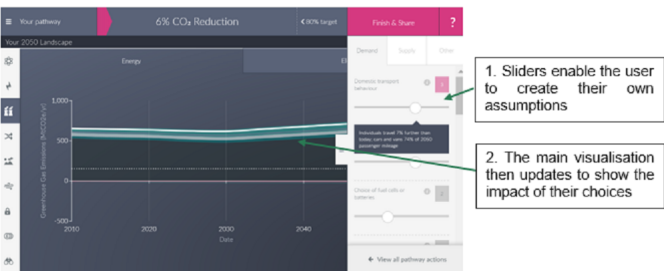 Your pathway
6% CO₂ Reduction
< 80% target
Finish & Share
?
Your 2050 Landscape
Energy
Demand
Supply
Other
Domestic transport
behaviour
Individuals travel 7% further than
today; cars and vans 74% of 2050
passenger mileage
Choice of fuel cells or
batteries
← View all pathway actions
Greenhouse Gas Emissions [MtCO2e/yr]
1,000
500
0
-500
2010
2020
2030
2040
Date
1. Sliders enable the user
to create their own
assumptions
2. The main visualisation
then updates to show the
impact of their choices